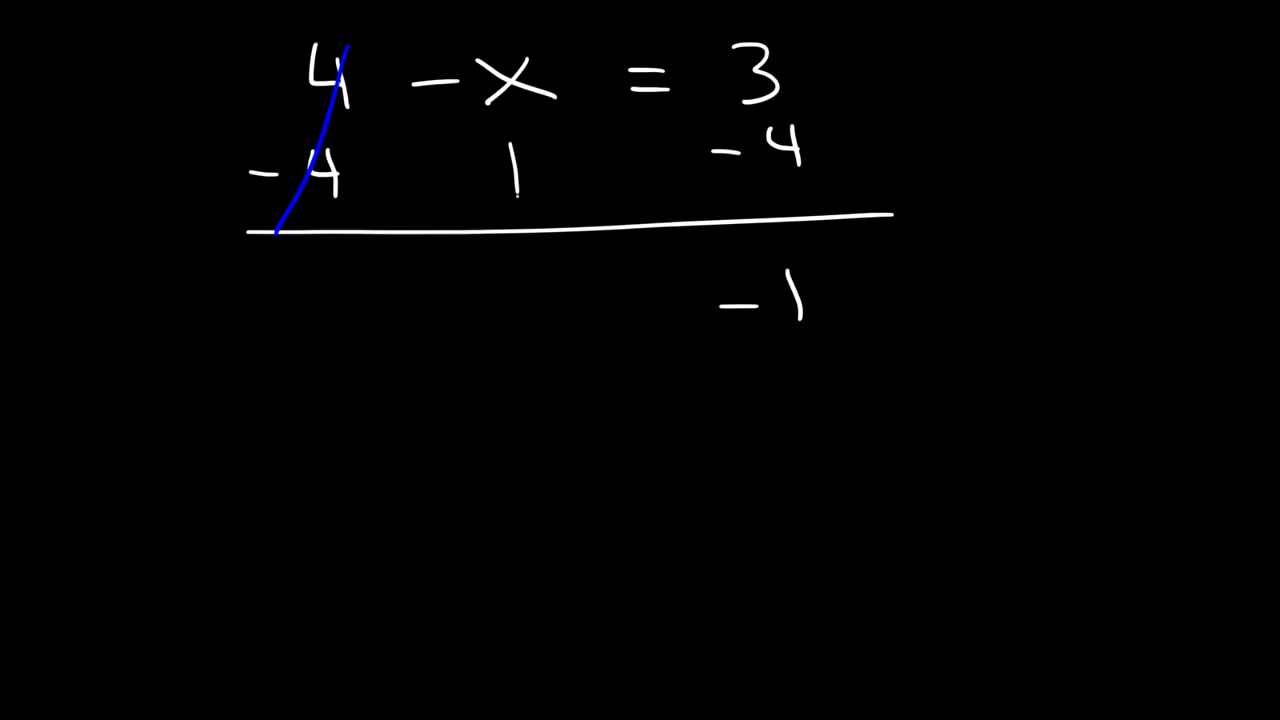 4 - x = 3
- 4 | - 4
- 1